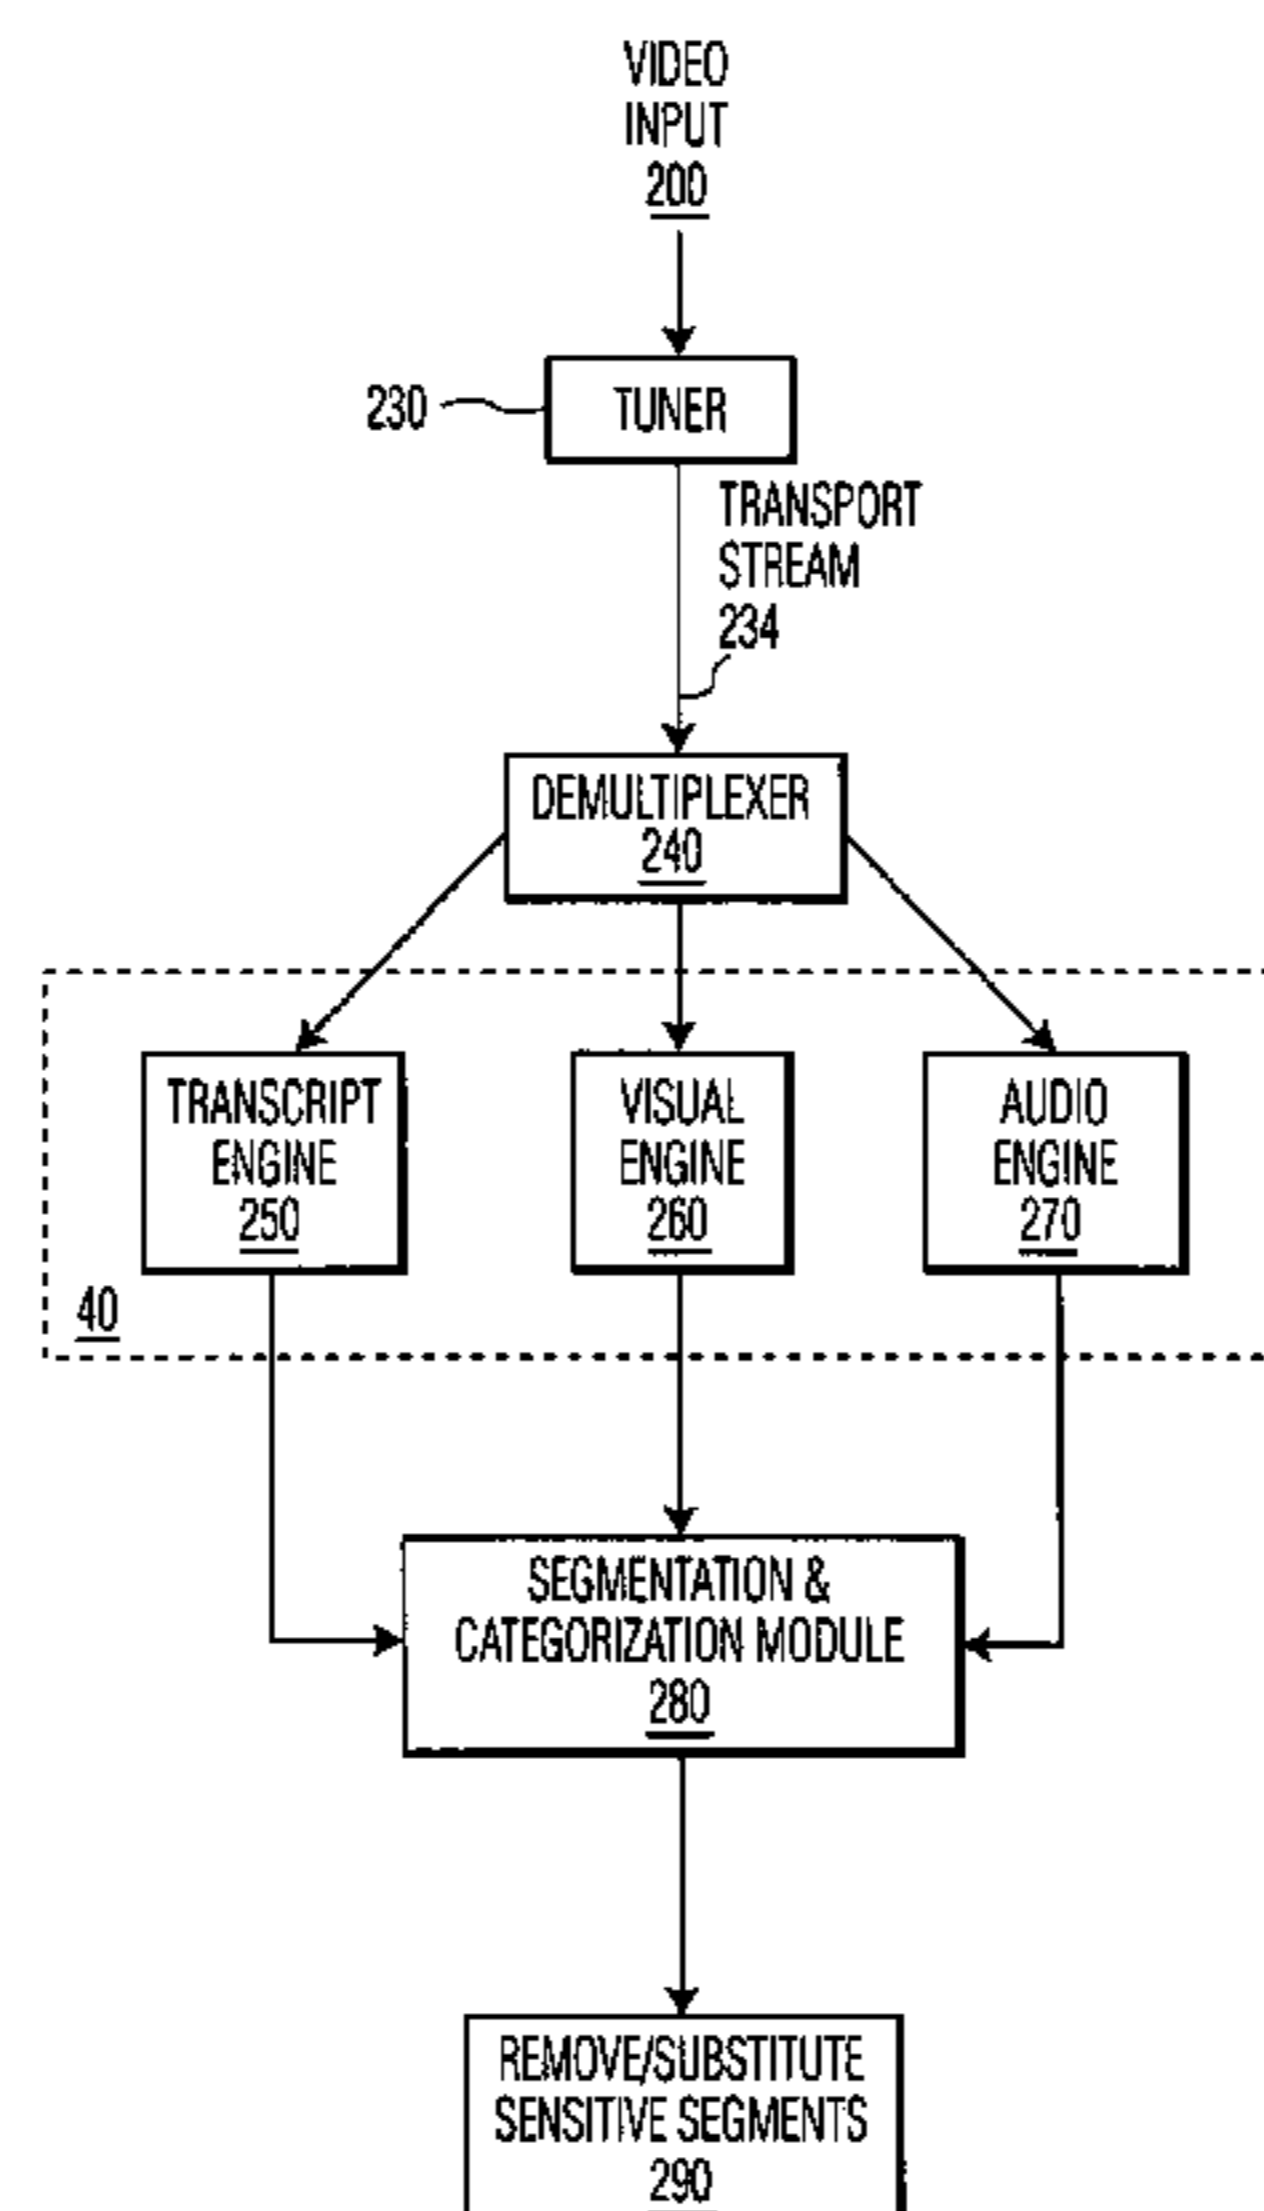 VIDEO
INPUT
200
230
TUNER
TRANSPORT
STREAM
234
DEMULTIPLEXER
240
TRANSCRIPT
ENGINE
250
VISUAL
ENGINE
260
AUDIO
ENGINE
270
40
SEGMENTATION &
CATEGORIZATION MODULE
280
REMOVE/SUBSTITUTE
SENSITIVE SEGMENTS
290